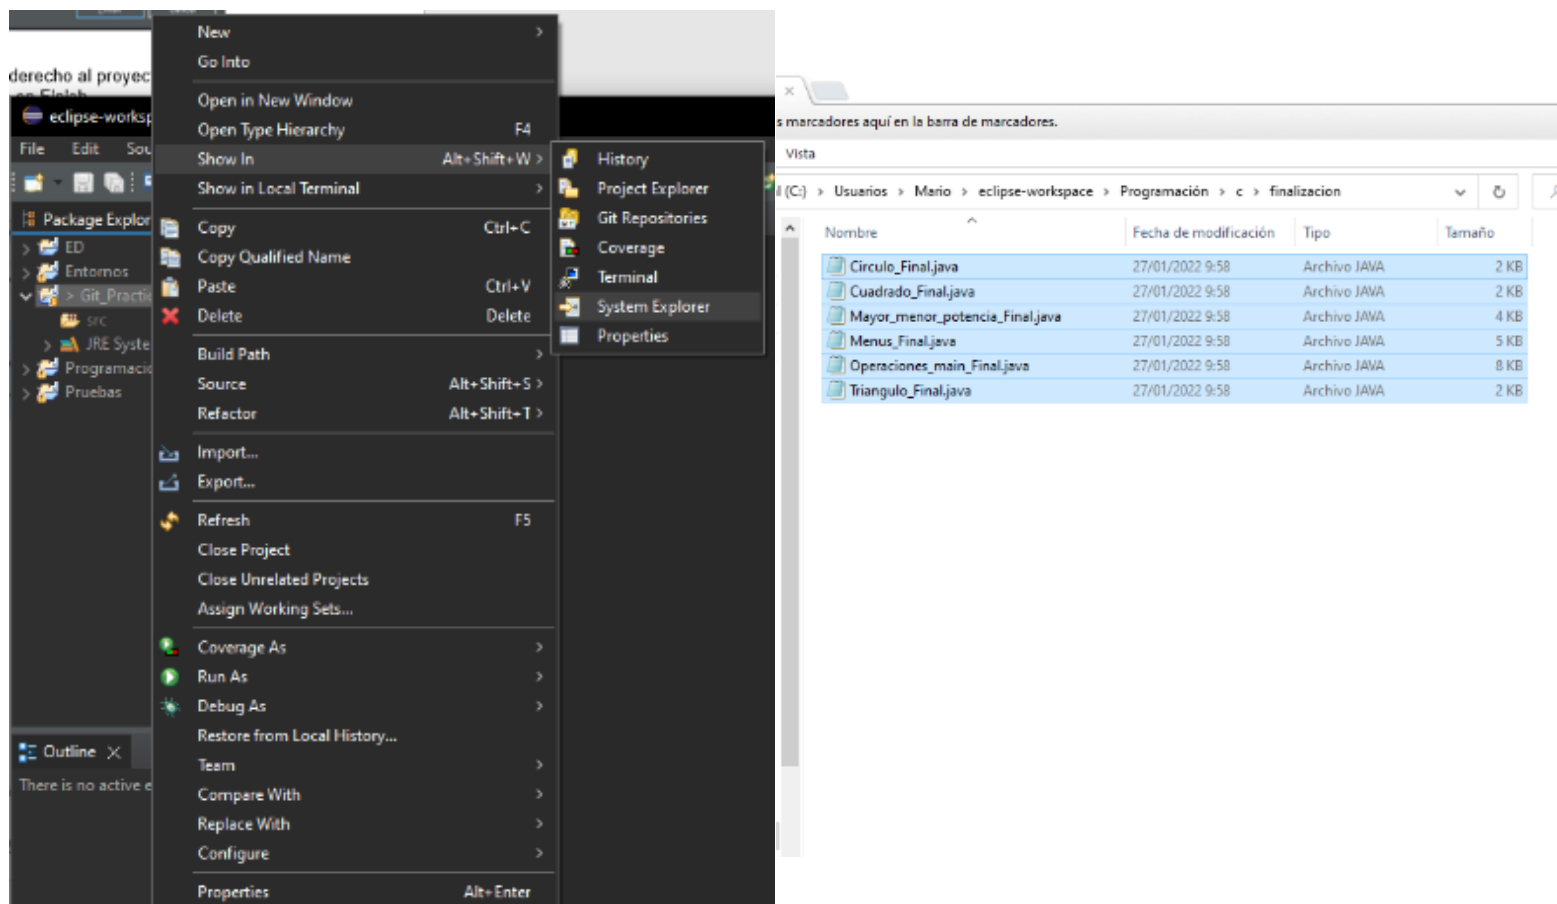 derecho al proyec
en Finlab
eclipse-worksp
File Edit Sou
Package Explor
ED
Entornos
> Git_Practic
src
JRE Syste
Programació
Pruebas
Outline
There is no active e
New
Go Into
Open in New Window
Open Type Hierarchy F4
Show In Alt+Shift+W >
Show in Local Terminal
Copy Ctrl+C
Copy Qualified Name
Paste Ctrl+V
Delete Delete
Build Path
Source Alt+Shift+S >
Refactor Alt+Shift+T >
Import...
Export...
Refresh F5
Close Project
Close Unrelated Projects
Assign Working Sets...
Coverage As
Run As
Debug As
Restore from Local History...
Team
Compare With
Replace With
Configure
Properties Alt+Enter
History
Project Explorer
Git Repositories
Coverage
Terminal
System Explorer
Properties
s marcadores aquí en la barra de marcadores.
Vista
l (C:) > Usuarios > Mario > eclipse-workspace > Programación > c > finalizacion
Nombre Fecha de modificación Tipo Tamaño
Circulo_Final.java 27/01/2022 9:58 Archivo JAVA 2 KB
Cuadrado_Final.java 27/01/2022 9:58 Archivo JAVA 2 KB
Mayor_menor_potencia_Final.java 27/01/2022 9:58 Archivo JAVA 4 KB
Menus_Final.java 27/01/2022 9:58 Archivo JAVA 5 KB
Operaciones_main_Final.java 27/01/2022 9:58 Archivo JAVA 8 KB
Triangulo_Final.java 27/01/2022 9:58 Archivo JAVA 2 KB